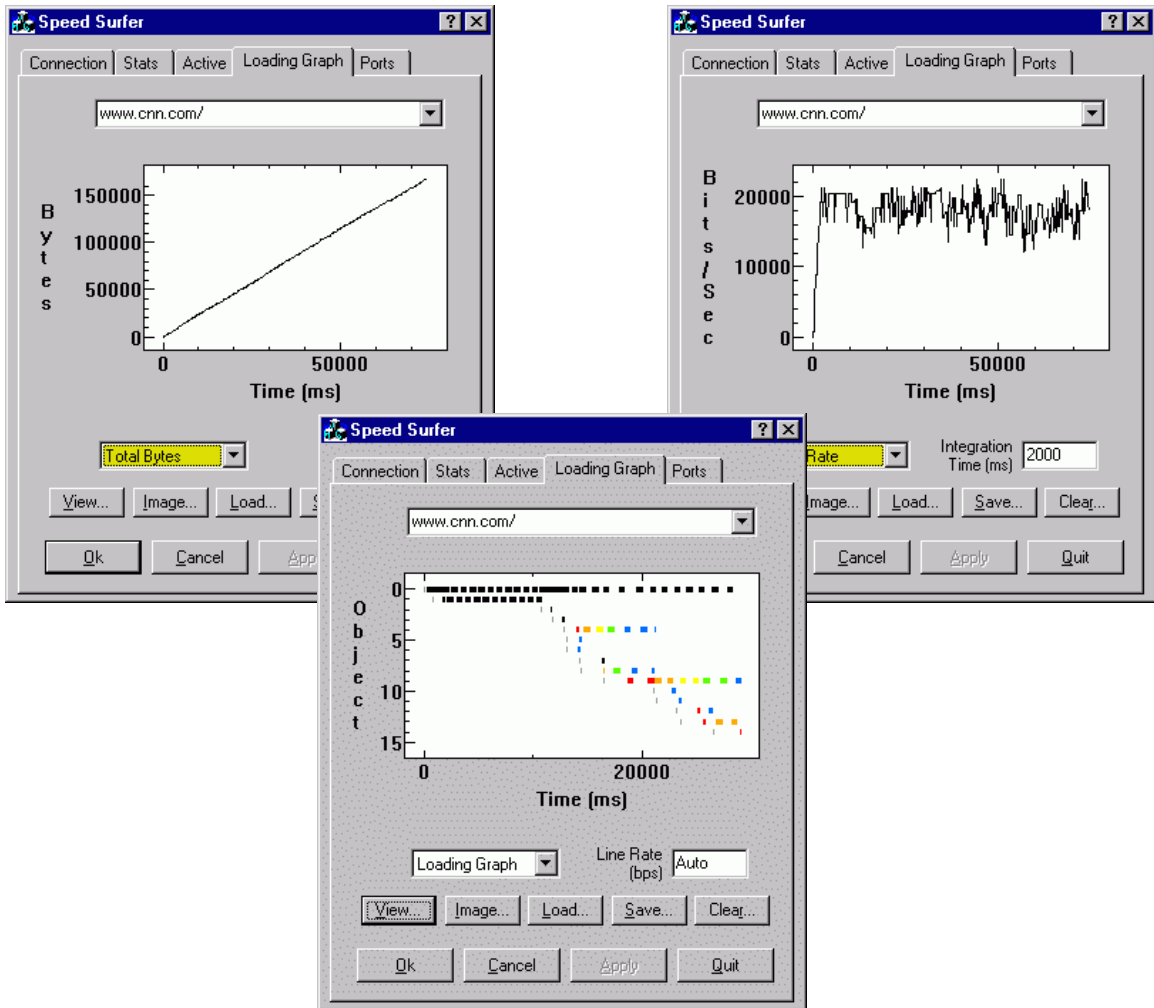 Speed Surfer
Connection Stats Active Loading Graph Ports
www.cnn.com/
Bytes
150000
100000
50000
0
0 50000
Time (ms)
Total Bytes
View... Image... Load...
Ok Cancel App
Speed Surfer
Connection Stats Active Loading Graph Ports
www.cnn.com/
Bits/Sec
20000
10000
0
0 50000
Time (ms)
Rate Integration Time (ms) 2000
Image... Load... Save... Clear...
Cancel Apply Quit
Speed Surfer
Connection Stats Active Loading Graph Ports
www.cnn.com/
Object
0
5
10
15
0 20000
Time (ms)
Loading Graph Line Rate (bps) Auto
View... Image... Load... Save... Clear...
Ok Cancel Apply Quit